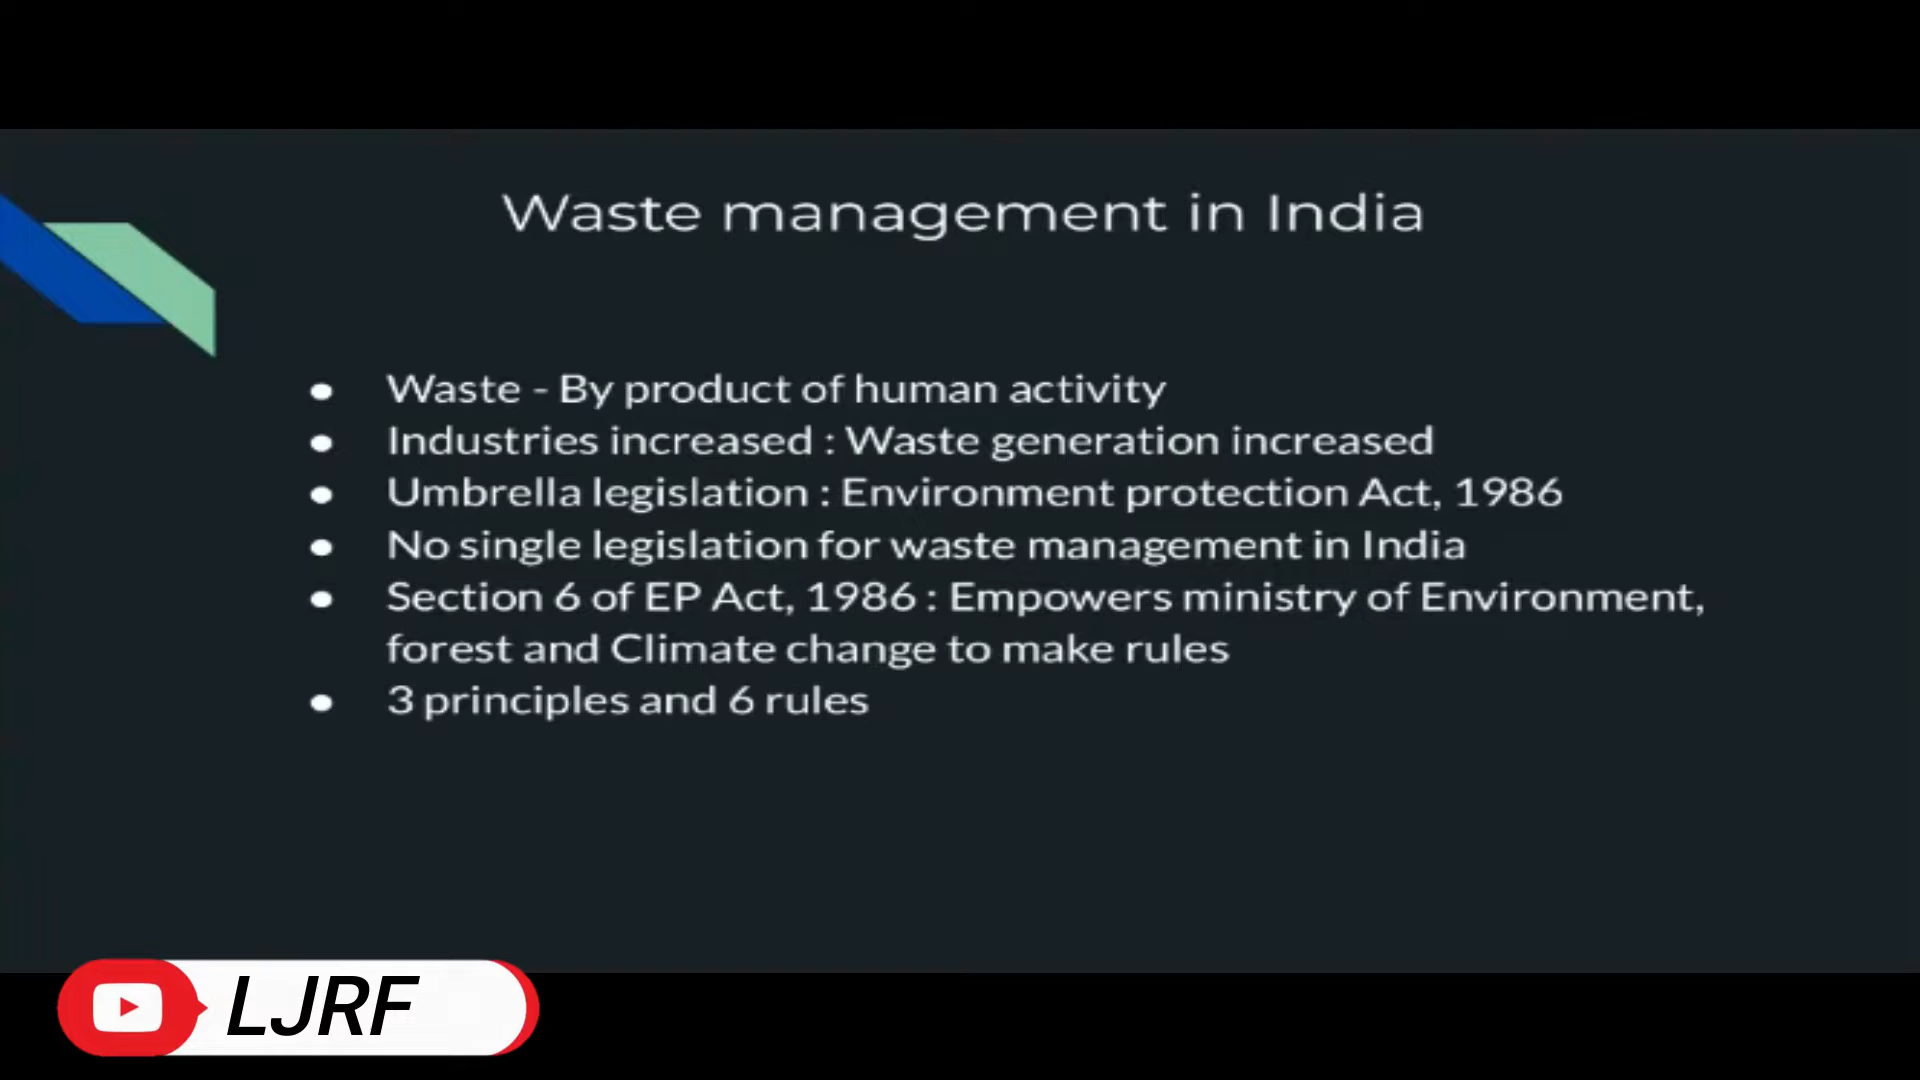 Waste management in India
● Waste - By product of human activity
● Industries increased : Waste generation increased
● Umbrella legislation : Environment protection Act, 1986
● No single legislation for waste management in India
● Section 6 of EP Act, 1986 : Empowers ministry of Environment,
forest and Climate change to make rules
● 3 principles and 6 rules
LJRF